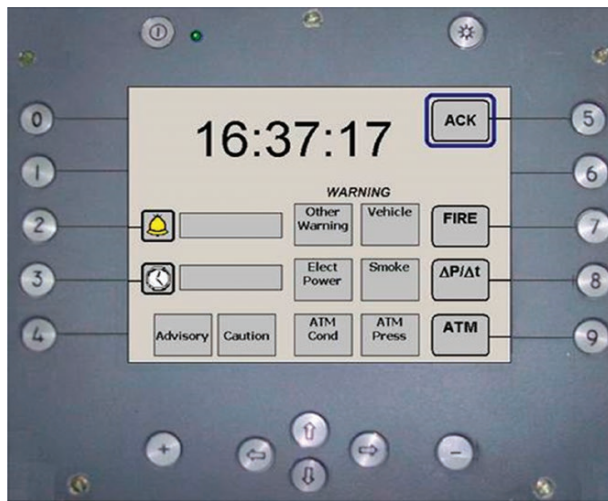 0
16:37:17
ACK
5
1
6
WARNING
2
Other Warning
Vehicle
FIRE
7
3
Elect Power
Smoke
ΔP/Δt
8
4
Advisory
Caution
ATM Cond
ATM Press
ATM
9
+
−